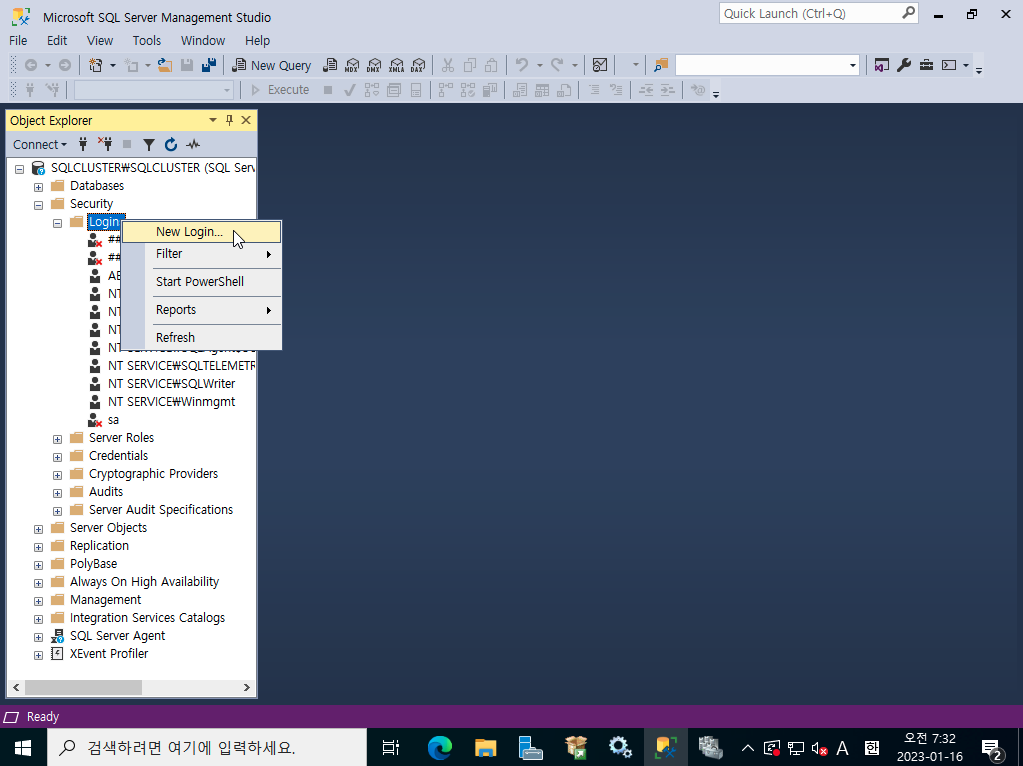 Microsoft SQL Server Management Studio
Quick Launch (Ctrl+Q)
File Edit View Tools Window Help
New Query
MDX DMX XMLA DAX
Execute
Object Explorer
Connect
SQLCLUSTER₩SQLCLUSTER (SQL Serv
Databases
Security
Login
New Login...
##
Filter
##
Start PowerShell
NT
Reports
NT
NT
Refresh
NT
NT SERVICE₩SQLTELEMETR
NT SERVICE₩SQLWriter
NT SERVICE₩Winmgmt
sa
Server Roles
Credentials
Cryptographic Providers
Audits
Server Audit Specifications
Server Objects
Replication
PolyBase
Always On High Availability
Management
Integration Services Catalogs
SQL Server Agent
XEvent Profiler
Ready
검색하려면 여기에 입력하세요.
A 한
오전 7:32
2023-01-16
2